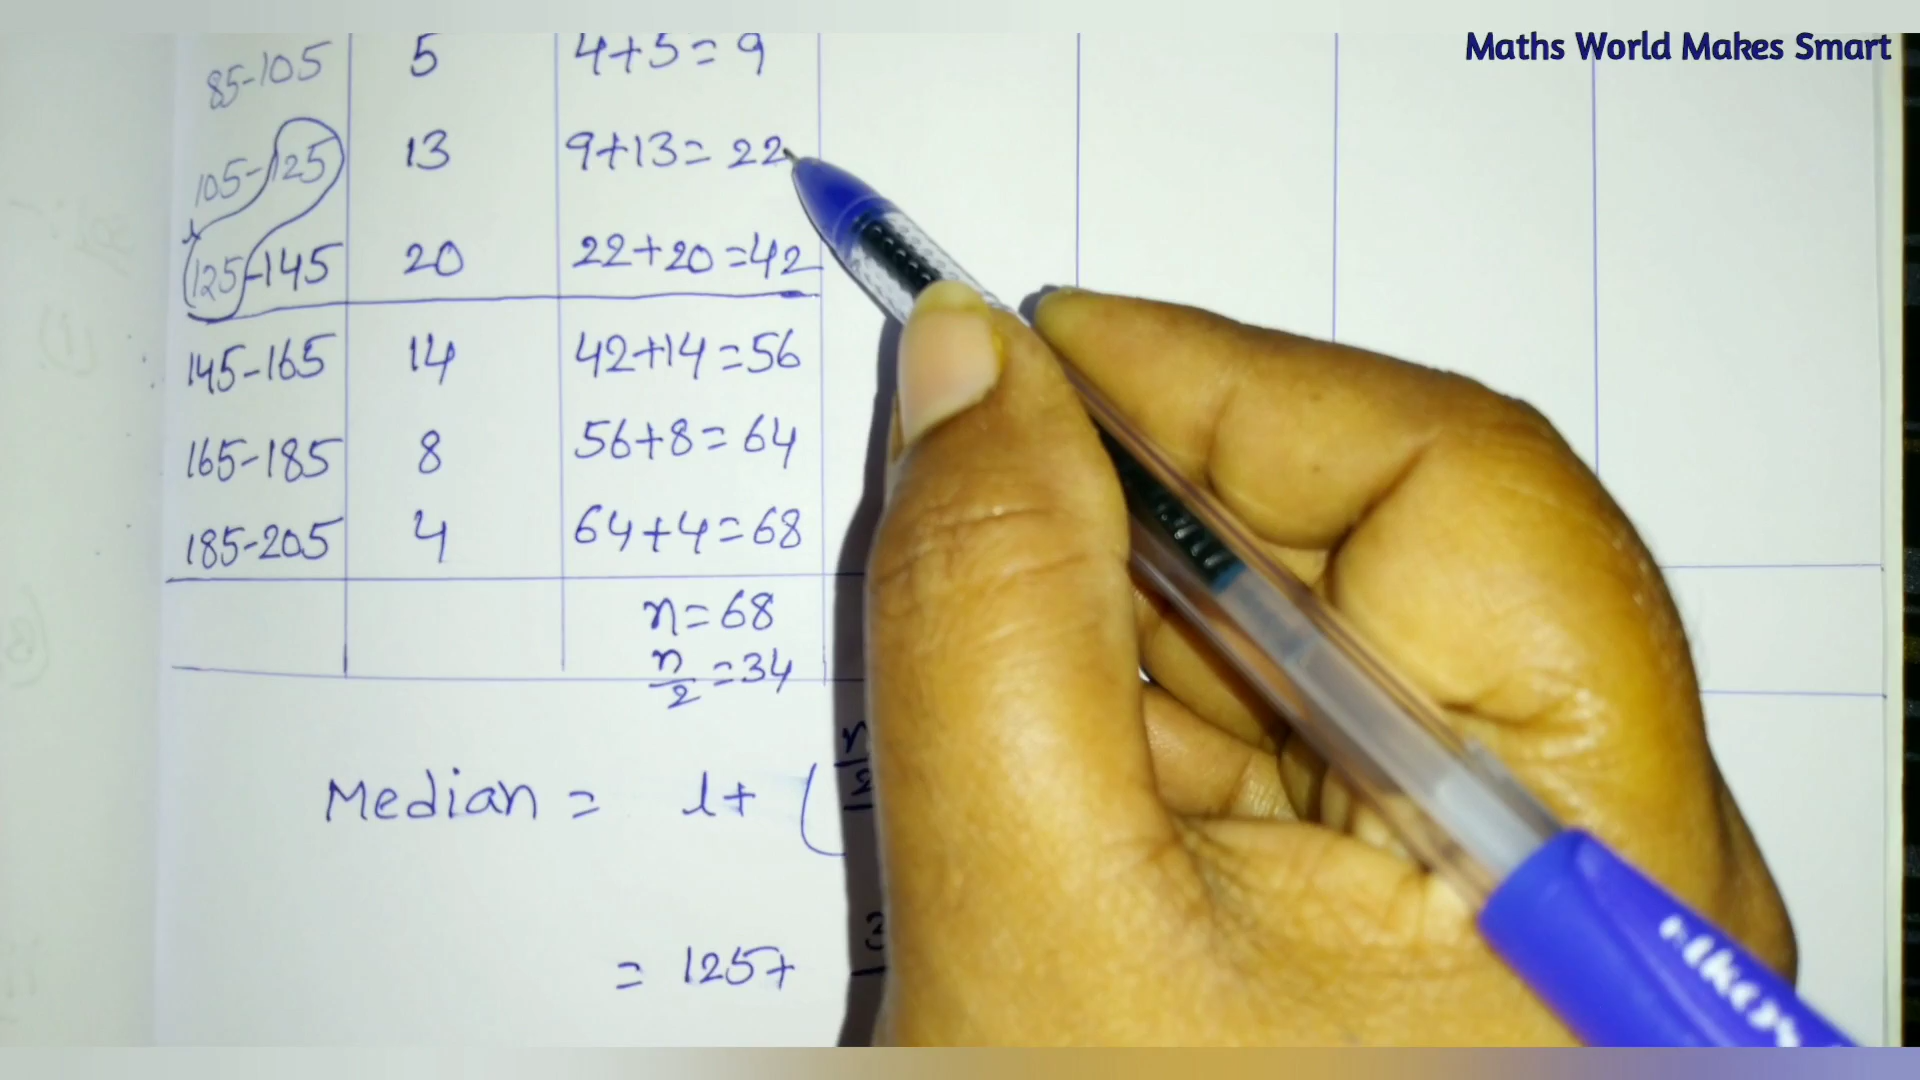 Maths World Makes Smart
85-105 5 4+5=9
105-125 13 9+13=22
125-145 20 22+20=42
145-165 14 42+14=56
165-185 8 56+8=64
185-205 4 64+4=68
n=68
n/2=34
Median = l+ (
= 125+